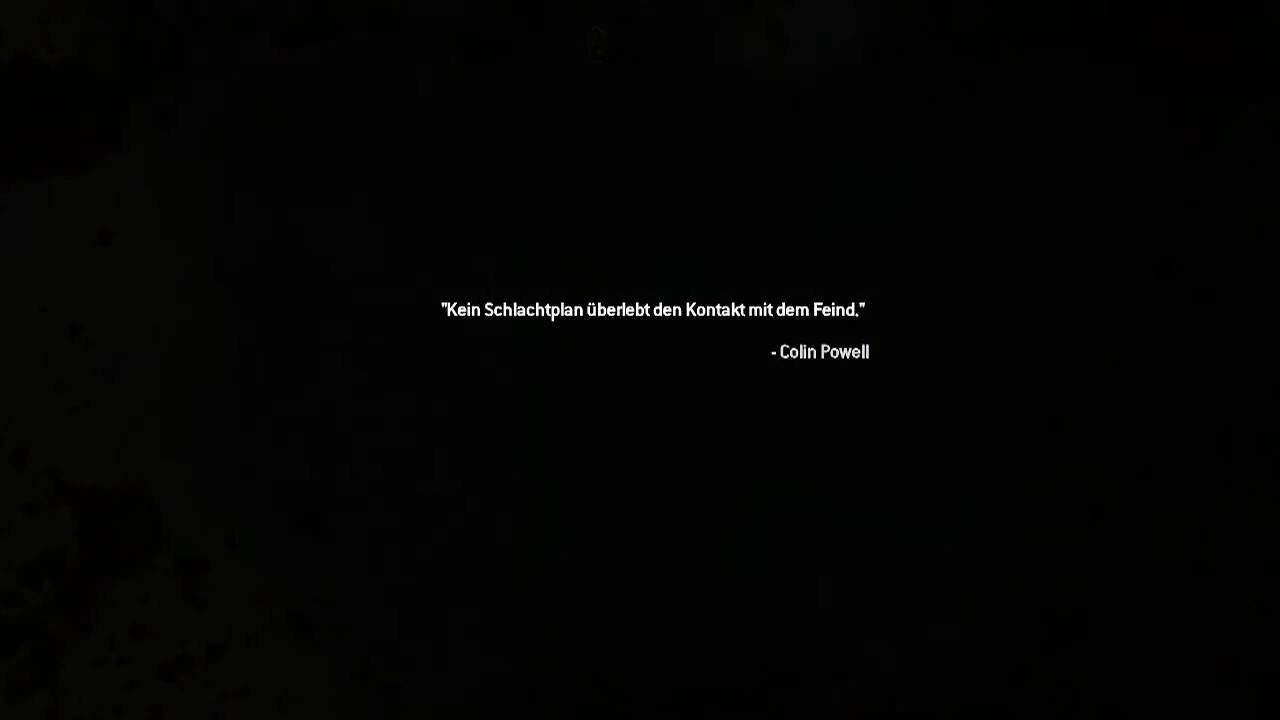 "Kein Schlachtplan überlebt den Kontakt mit dem Feind."
- Colin Powell